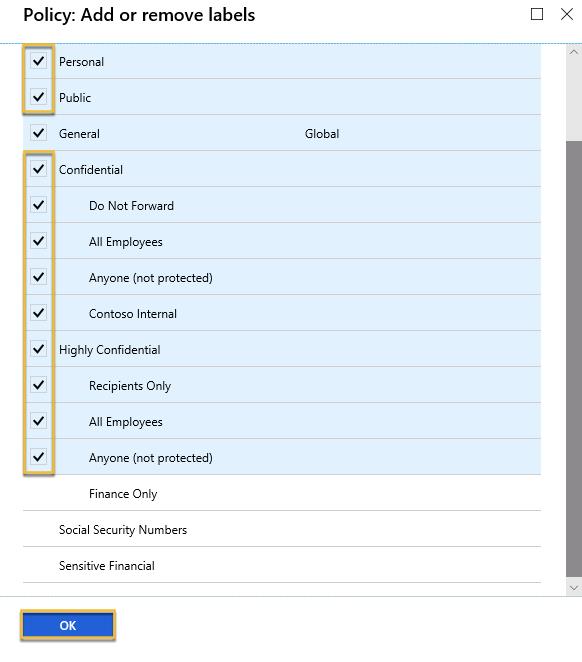 Policy: Add or remove labels
Personal
Public
General Global
Confidential
Do Not Forward
All Employees
Anyone (not protected)
Contoso Internal
Highly Confidential
Recipients Only
All Employees
Anyone (not protected)
Finance Only
Social Security Numbers
Sensitive Financial
OK